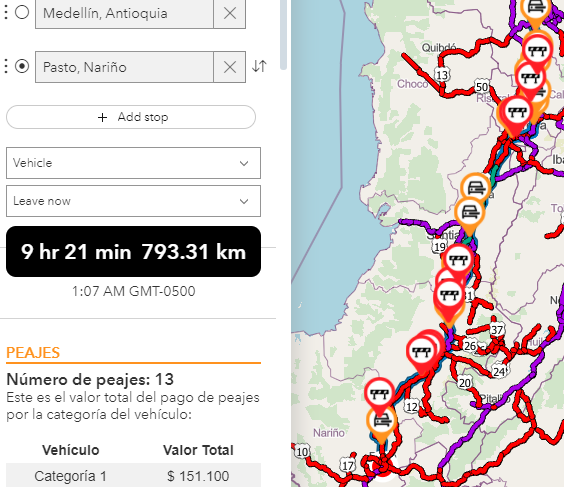 Medellín, Antioquia
Pasto, Nariño
+ Add stop
Vehicle
Leave now
9 hr 21 min 793.31 km
1:07 AM GMT-0500
PEAJES
Número de peajes: 13
Este es el valor total del pago de peajes
por la categoría del vehículo:
Vehículo Valor Total
Categoría 1 $ 151.100
Quibdó
13
Choco
50
19
31
37
26
24
20
Pitalito
12
Nariño
10
17